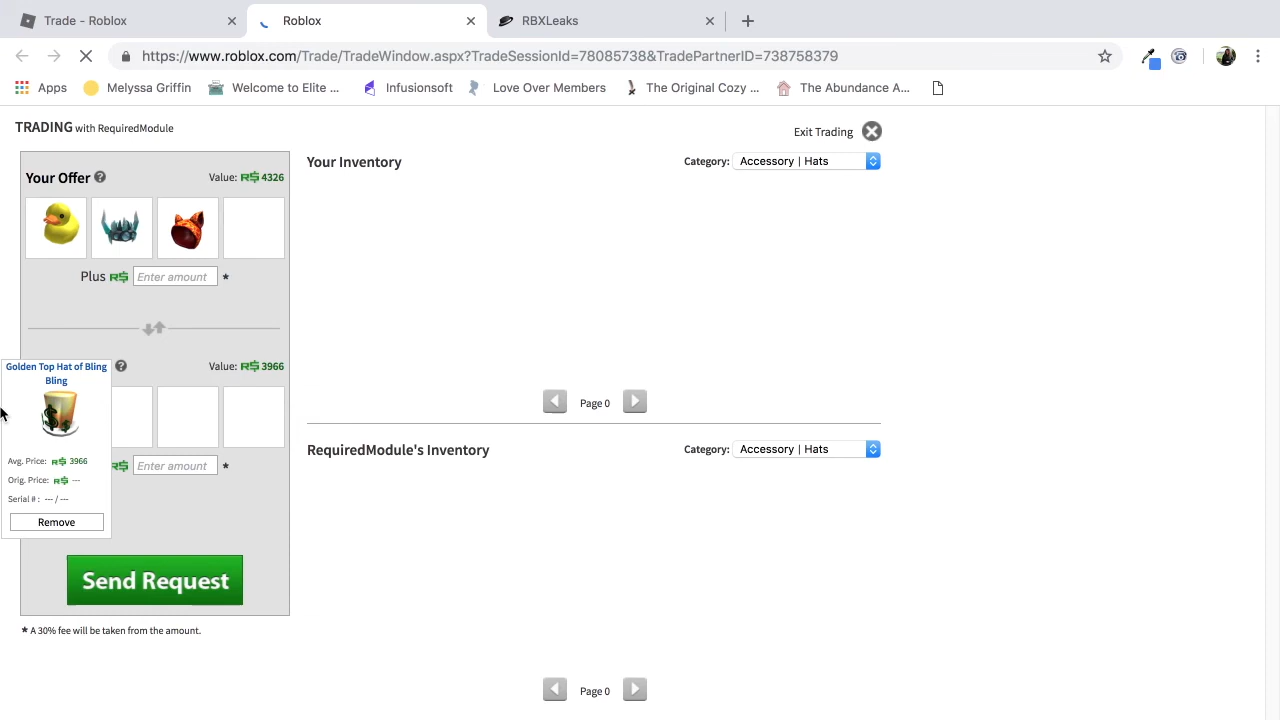 Trade - Roblox
Roblox
RBXLeaks
https://www.roblox.com/Trade/TradeWindow.aspx?TradeSessionId=78085738&TradePartnerID=738758379
Apps
Melyssa Griffin
Welcome to Elite ...
Infusionsoft
Love Over Members
The Original Cozy ...
The Abundance A...
TRADING with RequiredModule
Exit Trading
Your Offer ?
Value: R$ 4326
Plus R$ Enter amount *
Your Inventory
Category: Accessory | Hats
Page 0
Golden Top Hat of Bling
Bling
Avg. Price: R$ 3966
Orig. Price: R$ ---
Serial # : --- / ---
Remove
? Value: R$ 3966
R$ Enter amount *
Send Request
* A 30% fee will be taken from the amount.
RequiredModule's Inventory
Category: Accessory | Hats
Page 0